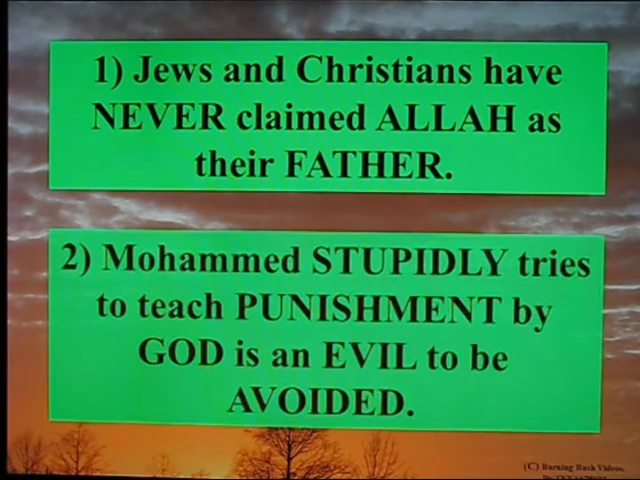 1) Jews and Christians have
NEVER claimed ALLAH as
their FATHER.
2) Mohammed STUPIDLY tries
to teach PUNISHMENT by
GOD is an EVIL to be
AVOIDED.
(C) Burning Bush Videos.